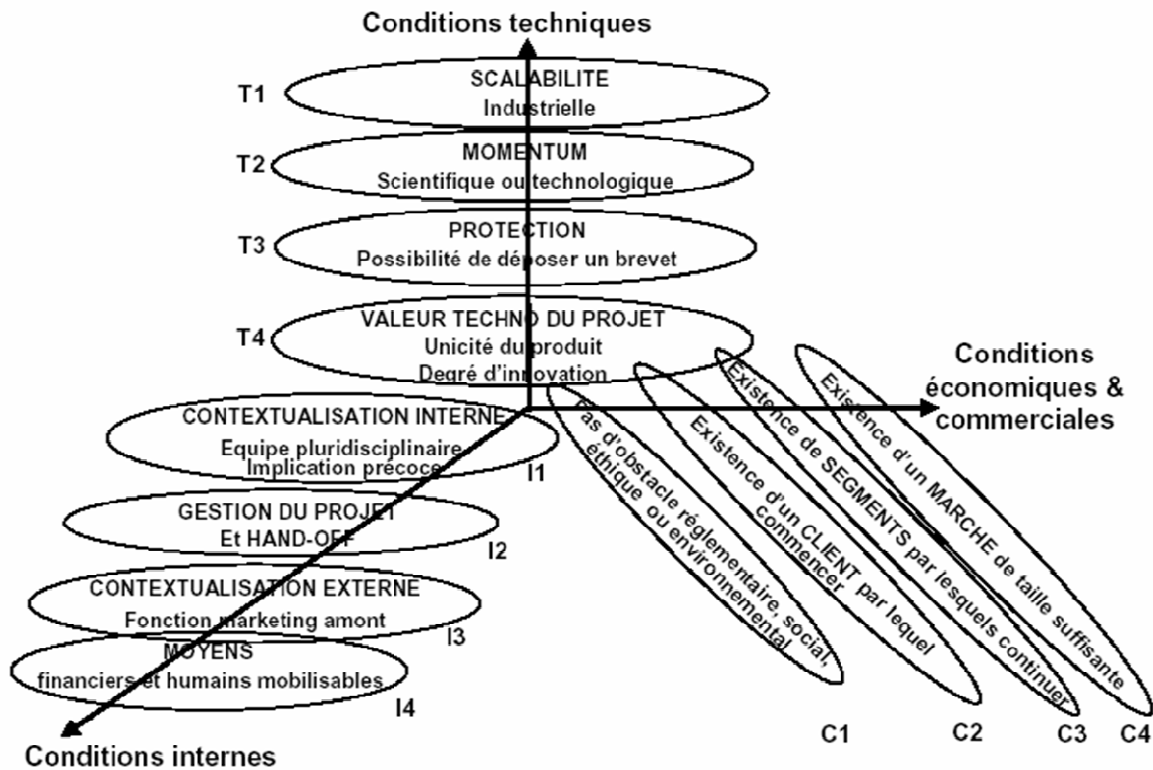 Conditions techniques
T1
SCALABILITE
Industrielle
T2
MOMENTUM
Scientifique ou technologique
T3
PROTECTION
Possibilité de déposer un brevet
T4
VALEUR TECHNO DU PROJET
Unicité du produit
Degré d'innovation
Conditions
économiques &
commerciales
CONTEXTUALISATION INTERNE
Equipe pluridisciplinaire
Implication précoce
I1
GESTION DU PROJET
Et HAND-OFF
I2
CONTEXTUALISATION EXTERNE
Fonction marketing amont
I3
MOYENS
financiers et humains mobilisables
I4
Conditions internes
Pas d'obstacle réglementaire, social,
éthique ou environnemental
C1
Existence d'un CLIENT par lequel
commencer
C2
Existence de SEGMENTS par lesquels continuer
C3
Existence d'un MARCHE de taille suffisante
C4